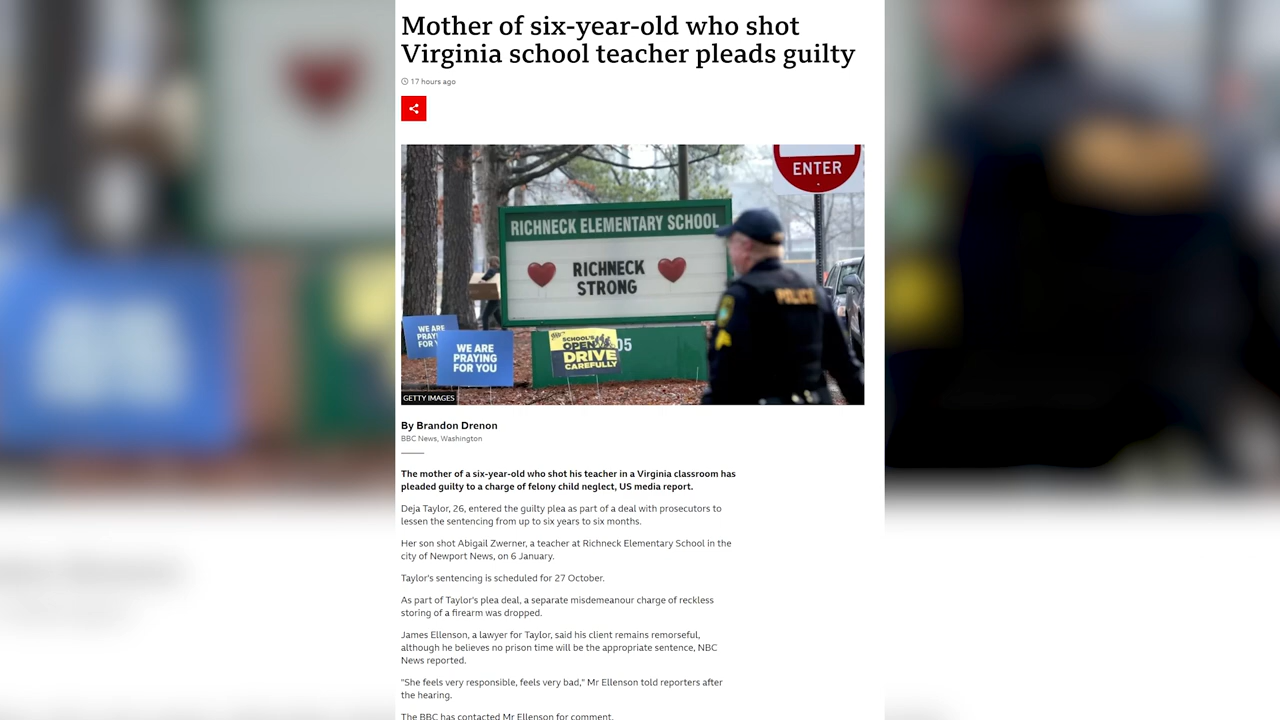 Mother of six-year-old who shot
Virginia school teacher pleads guilty
17 hours ago
ENTER
RICHNECK ELEMENTARY SCHOOL
RICHNECK
STRONG
POLICE
WE ARE
PRAY
FOR
WE ARE
PRAYING
FOR YOU
SCHOOL'S
OPEN
DRIVE
CAREFULLY
05
GETTY IMAGES
By Brandon Drenon
BBC News, Washington
The mother of a six-year-old who shot his teacher in a Virginia classroom has
pleaded guilty to a charge of felony child neglect, US media report.
Deja Taylor, 26, entered the guilty plea as part of a deal with prosecutors to
lessen the sentencing from up to six years to six months.
Her son shot Abigail Zwerner, a teacher at Richneck Elementary School in the
city of Newport News, on 6 January.
Taylor's sentencing is scheduled for 27 October.
As part of Taylor's plea deal, a separate misdemeanour charge of reckless
storing of a firearm was dropped.
James Ellenson, a lawyer for Taylor, said his client remains remorseful,
although he believes no prison time will be the appropriate sentence, NBC
News reported.
"She feels very responsible, feels very bad," Mr Ellenson told reporters after
the hearing.
The BBC has contacted Mr Ellenson for comment.